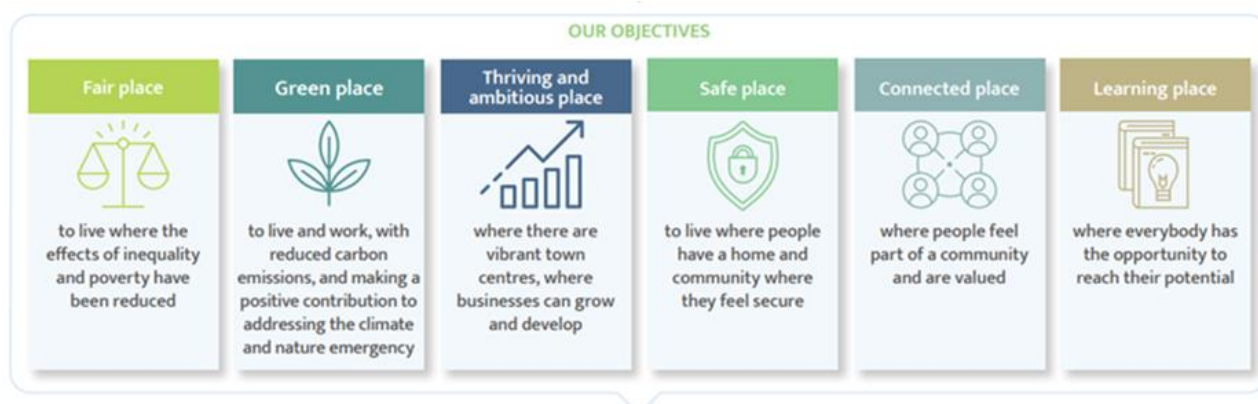 OUR OBJECTIVES
Fair place
to live where the
effects of inequality
and poverty have
been reduced
Green place
to live and work, with
reduced carbon
emissions, and making a
positive contribution to
addressing the climate
and nature emergency
Thriving and
ambitious place
where there are
vibrant town
centres, where
businesses can grow
and develop
Safe place
to live where people
have a home and
community where
they feel secure
Connected place
where people feel
part of a community
and are valued
Learning place
where everybody has
the opportunity to
reach their potential